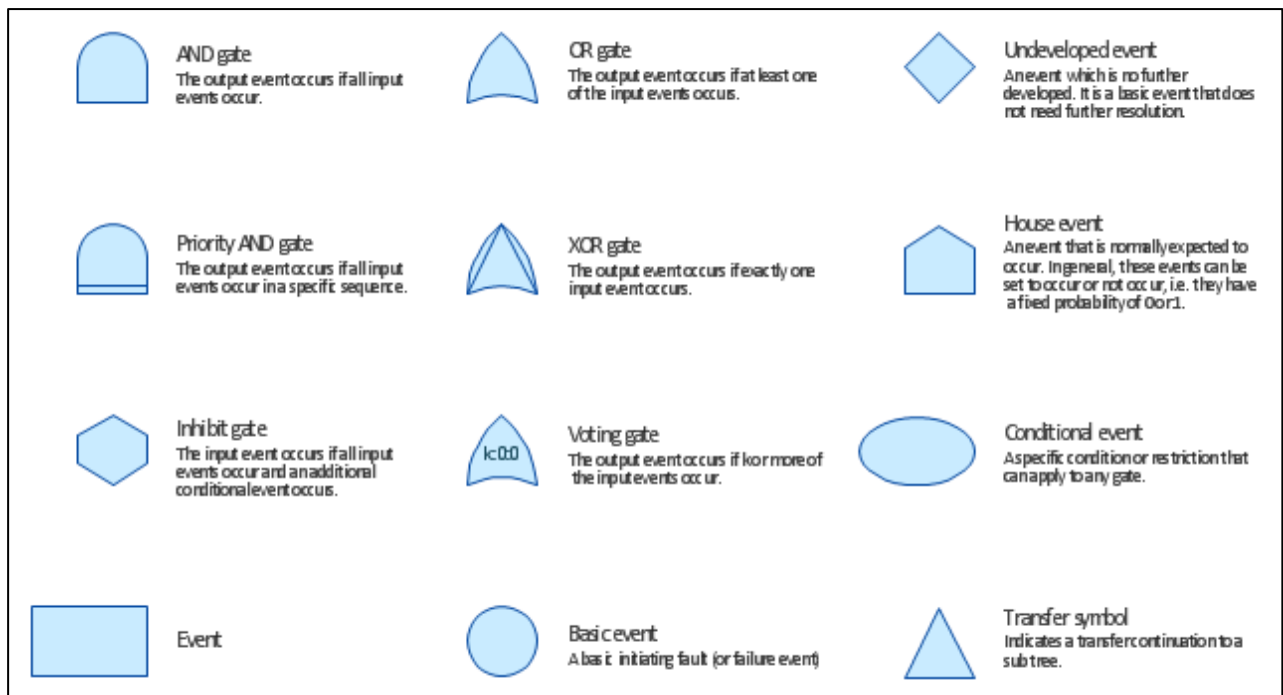 AND gate
The output event occurs if all input
events occur.
OR gate
The output event occurs if at least one
of the input events occurs.
Undeveloped event
An event which is no further
developed. It is a basic event that does
not need further resolution.
Priority AND gate
The output event occurs if all input
events occur in a specific sequence.
XOR gate
The output event occurs if exactly one
input event occurs.
House event
An event that is normally expected to
occur. In general, these events can be
set to occur or not occur, i.e. they have
a fixed probability of 0 or 1.
Inhibit gate
The input event occurs if all input
events occur and an additional
conditional event occurs.
k: 0:0
Voting gate
The output event occurs if k or more of
the input events occur.
Conditional event
A specific condition or restriction that
can apply to any gate.
Event
Basic event
A basic initiating fault (or failure event)
Transfer symbol
Indicates a transfer continuation to a
sub tree.